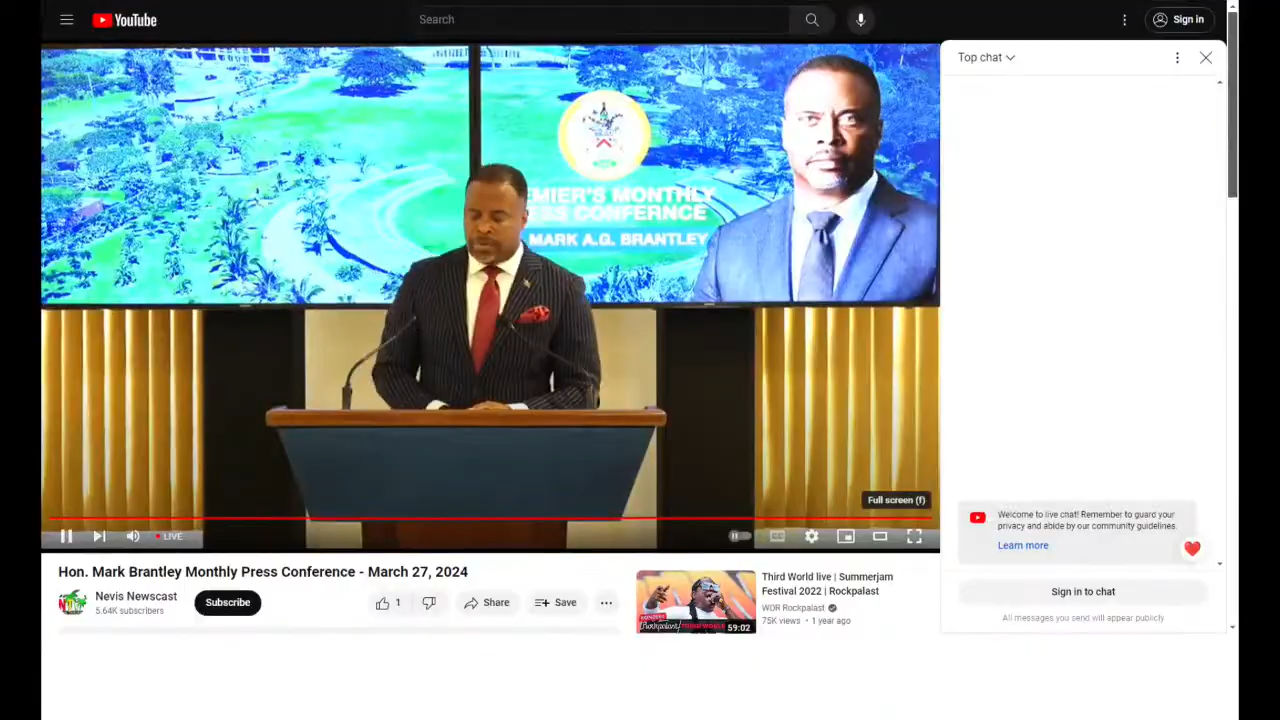 YouTube
Search
Sign in
Top chat
EMIER'S MONTHLY
SS CONFERNCE
MARK A.G. BRANTLEY
Full screen (f)
LIVE
Welcome to live chat! Remember to guard your
privacy and abide by our community guidelines.
Learn more
Sign in to chat
All messages you send will appear publicly
Hon. Mark Brantley Monthly Press Conference - March 27, 2024
Nevis Newscast
5.64K subscribers
Subscribe
1
Share
Save
Rockpalast
59:02
Third World live | Summerjam
Festival 2022 | Rockpalast
WDR Rockpalast
75K views • 1 year ago